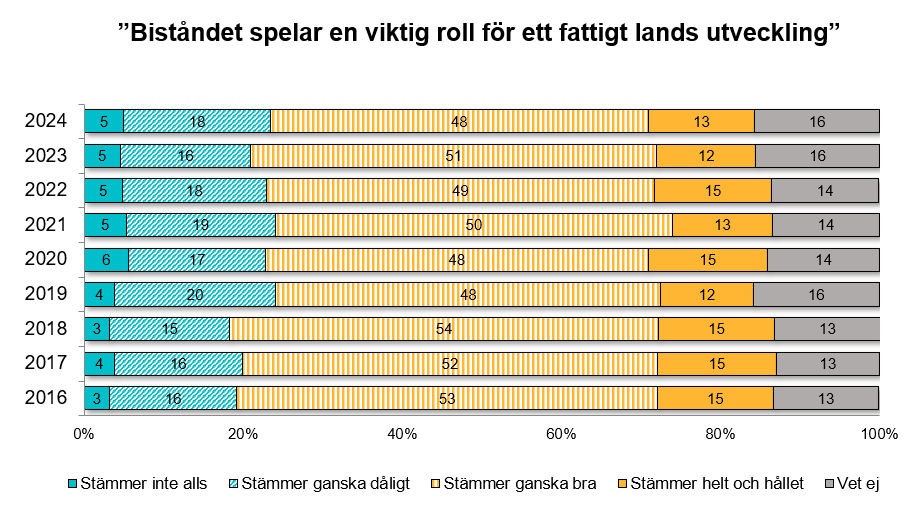 ”Biståndet spelar en viktig roll för ett fattigt lands utveckling”
2024 5 18 48 13 16
2023 5 16 51 12 16
2022 5 18 49 15 14
2021 5 19 50 13 14
2020 6 17 48 15 14
2019 4 20 48 12 16
2018 3 15 54 15 13
2017 4 16 52 15 13
2016 3 16 53 15 13
0% 20% 40% 60% 80% 100%
Stämmer inte alls Stämmer ganska dåligt Stämmer ganska bra Stämmer helt och hållet Vet ej